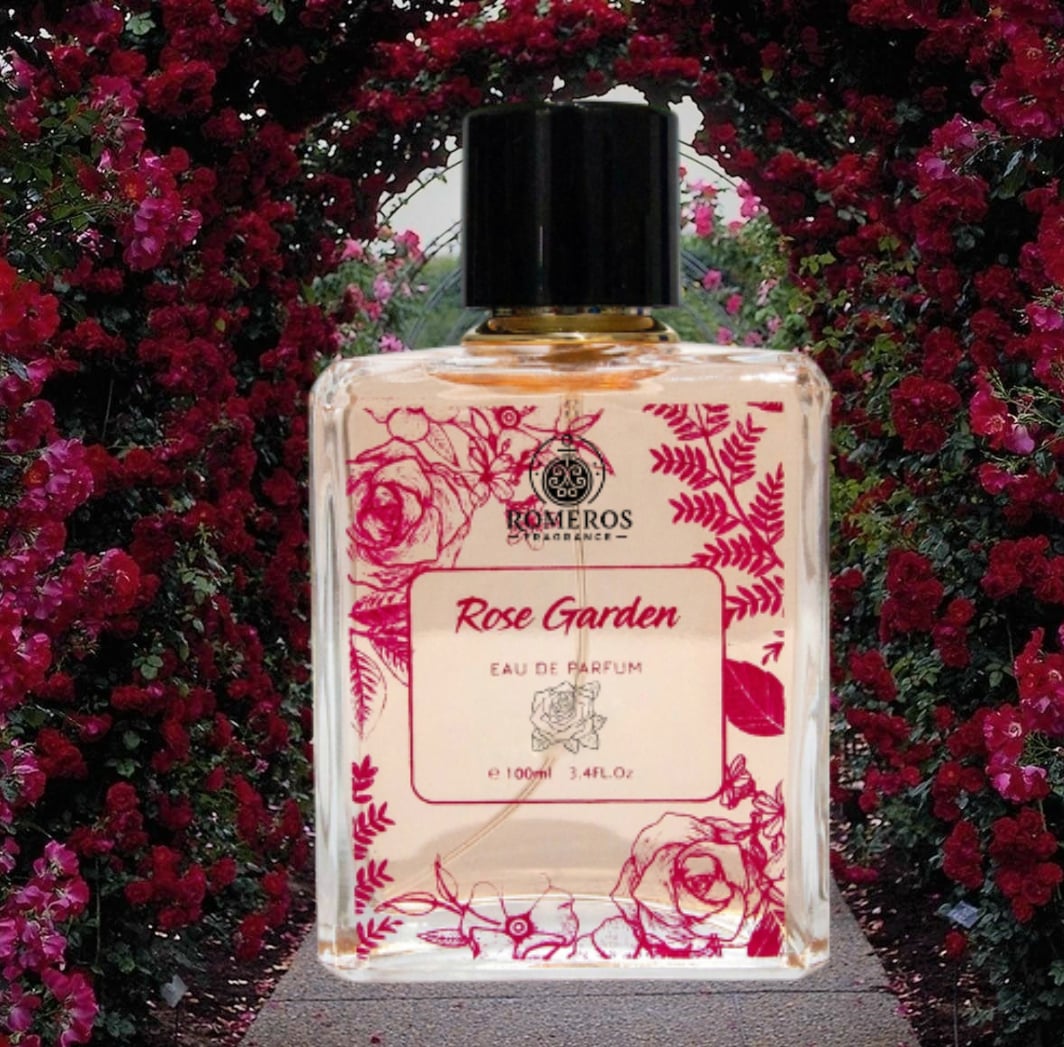 ROMEROS
FRAGRANCE
Rose Garden
EAU DE PARFUM
℮ 100ml 3.4FL.Oz